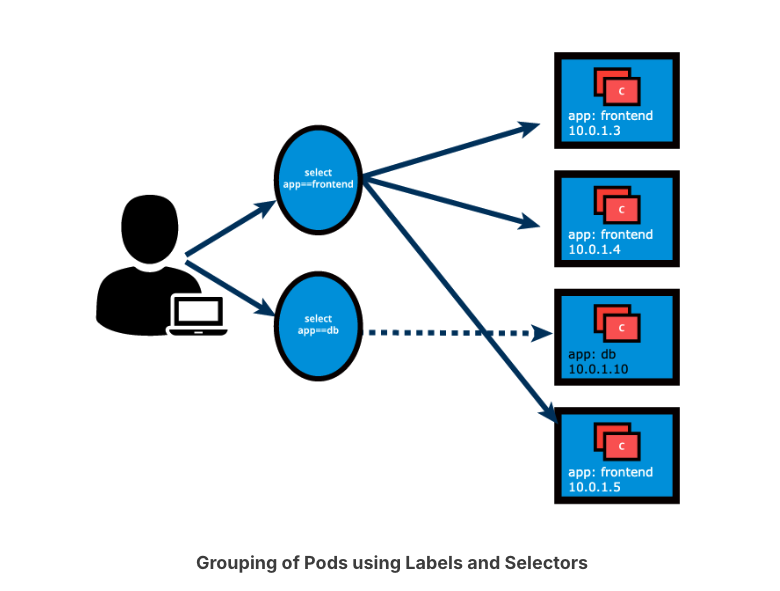 select
app==frontend
select
app==db
C
app: frontend
10.0.1.3
C
app: frontend
10.0.1.4
C
app: db
10.0.1.10
C
app: frontend
10.0.1.5
Grouping of Pods using Labels and Selectors